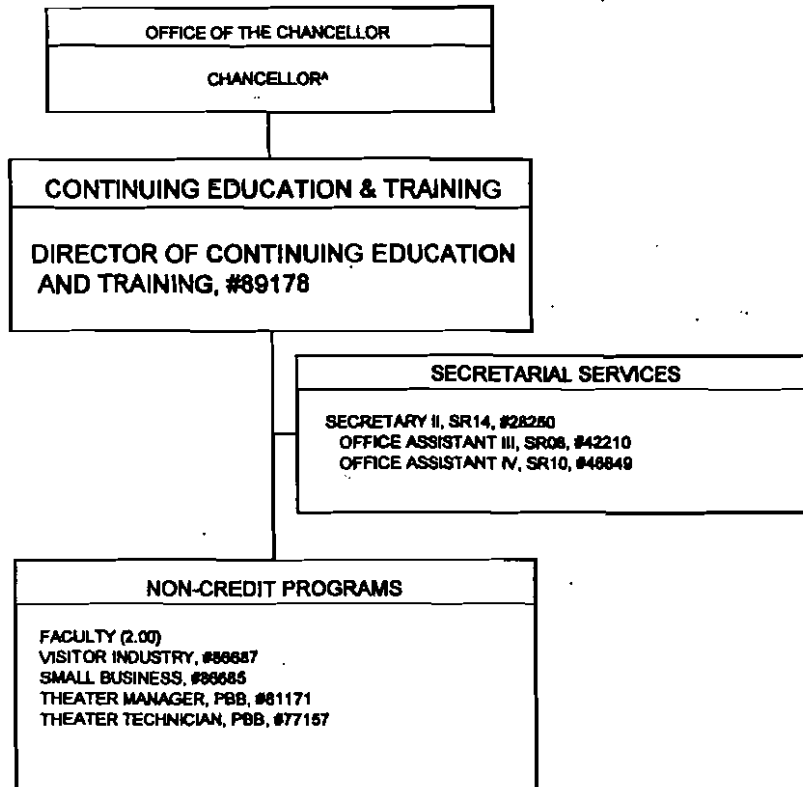 OFFICE OF THE CHANCELLOR
CHANCELLOR^
CONTINUING EDUCATION & TRAINING
DIRECTOR OF CONTINUING EDUCATION
AND TRAINING, #89178
SECRETARIAL SERVICES
SECRETARY II, SR14, #28250
OFFICE ASSISTANT III, SR08, #42210
OFFICE ASSISTANT IV, SR10, #46849
NON-CREDIT PROGRAMS
FACULTY (2.00)
VISITOR INDUSTRY, #86687
SMALL BUSINESS, #86685
THEATER MANAGER, PBB, #81171
THEATER TECHNICIAN, PBB, #77157